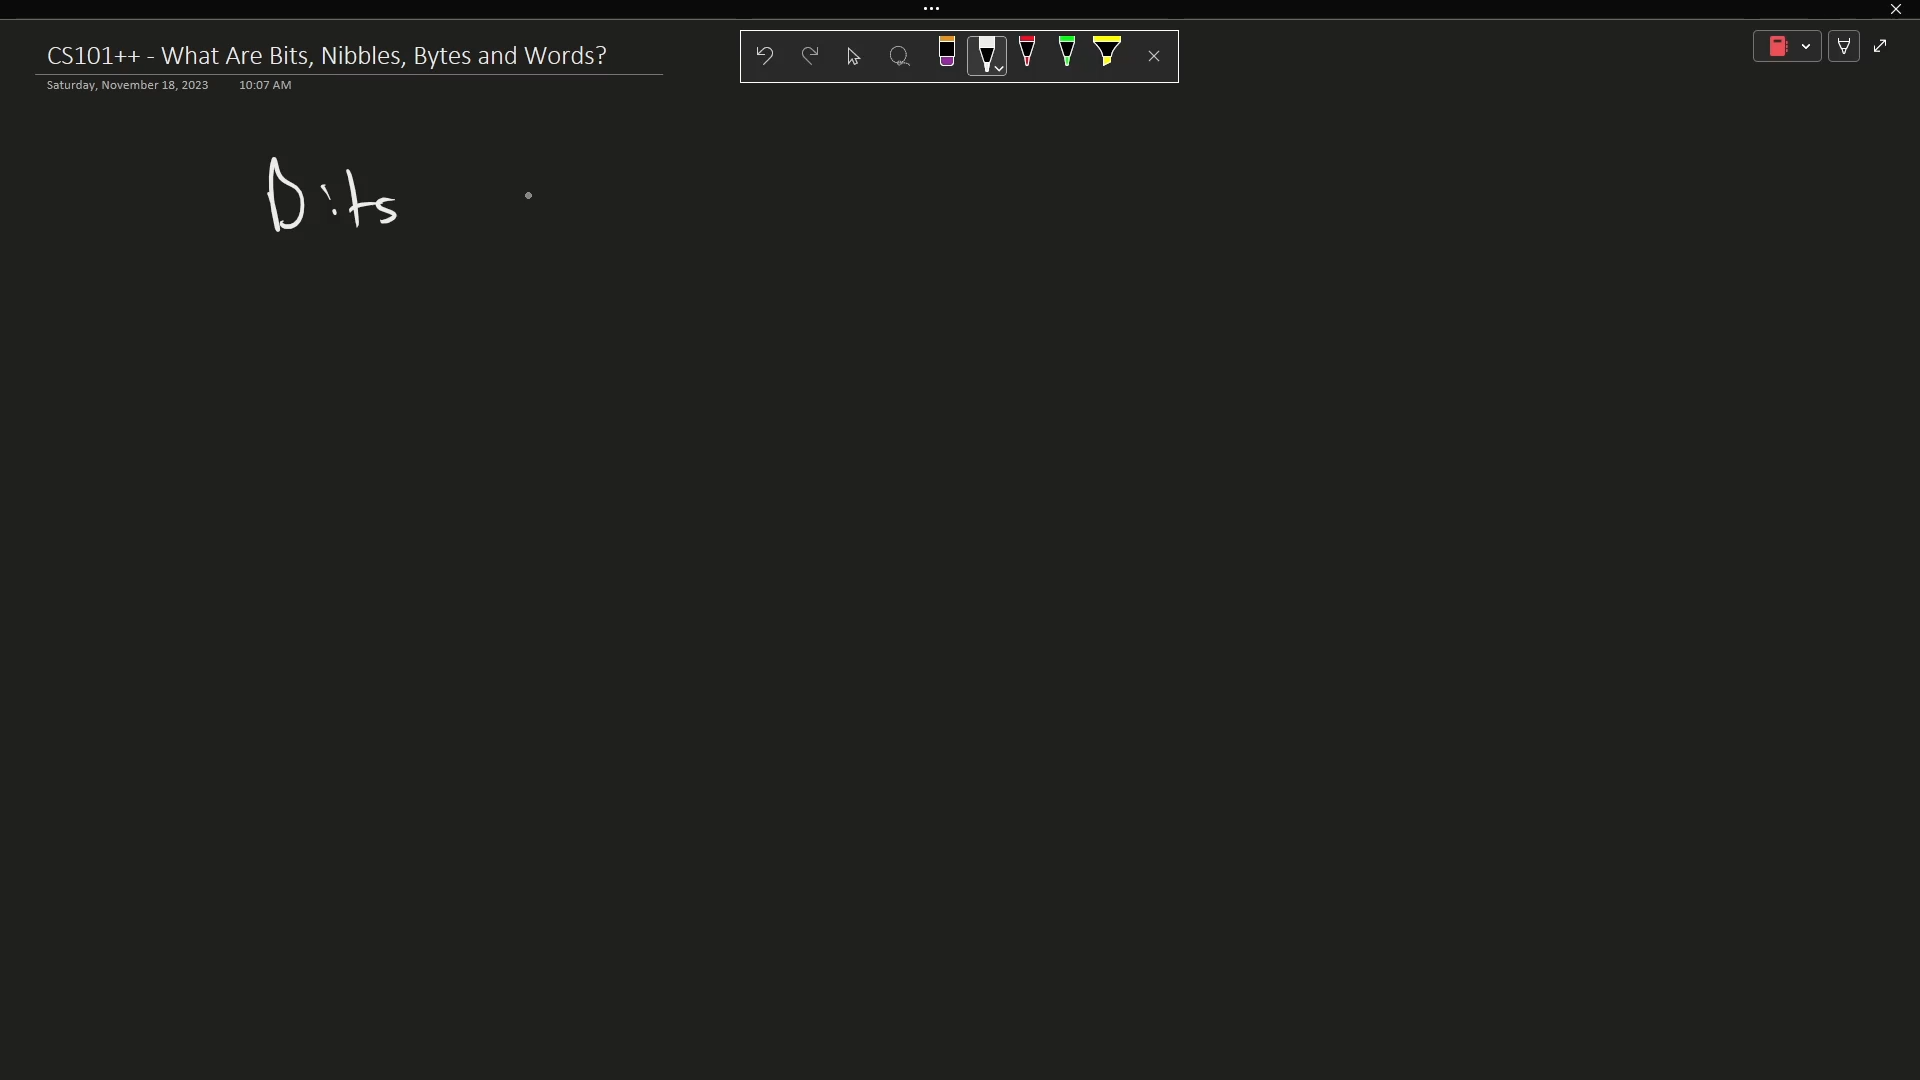 CS101++ - What Are Bits, Nibbles, Bytes and Words?
Saturday, November 18, 2023 10:07 AM
Bits